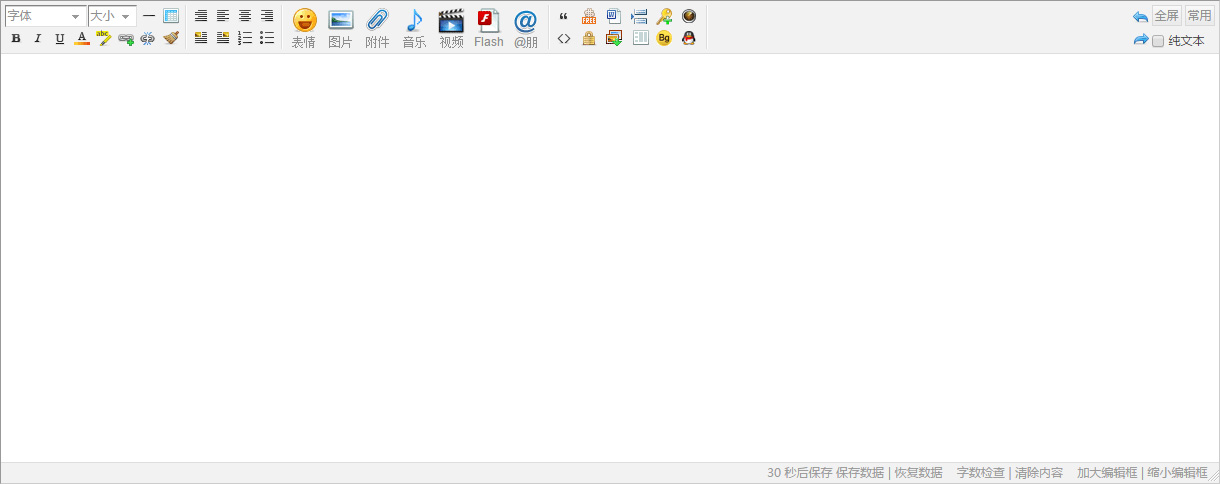 字体 大小 全屏 常用
B I U A abc Bg 纯文本
表情 图片 附件 音乐 视频 Flash @朋
30 秒后保存 保存数据 | 恢复数据 字数检查 | 清除内容 加大编辑框 | 缩小编辑框